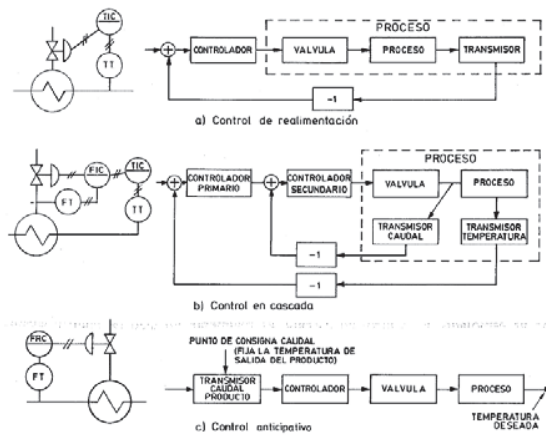 TIC
TT
PROCESO
CONTROLADOR
VALVULA
PROCESO
TRANSMISOR
-1
a) Control de realimentación
FIC
TIC
FT
TT
PROCESO
CONTROLADOR
PRIMARIO
CONTROLADOR
SECUNDARIO
VALVULA
PROCESO
TRANSMISOR
CAUDAL
TRANSMISOR
TEMPERATURA
-1
-1
b) Control en cascada
FRC
FT
PUNTO DE CONSIGNA CAUDAL
(FIJA LA TEMPERATURA DE
SALIDA DEL PRODUCTO)
TRANSMISOR
CAUDAL
PRODUCTO
CONTROLADOR
VALVULA
PROCESO
TEMPERATURA
DESEADA
c) Control anticipativo